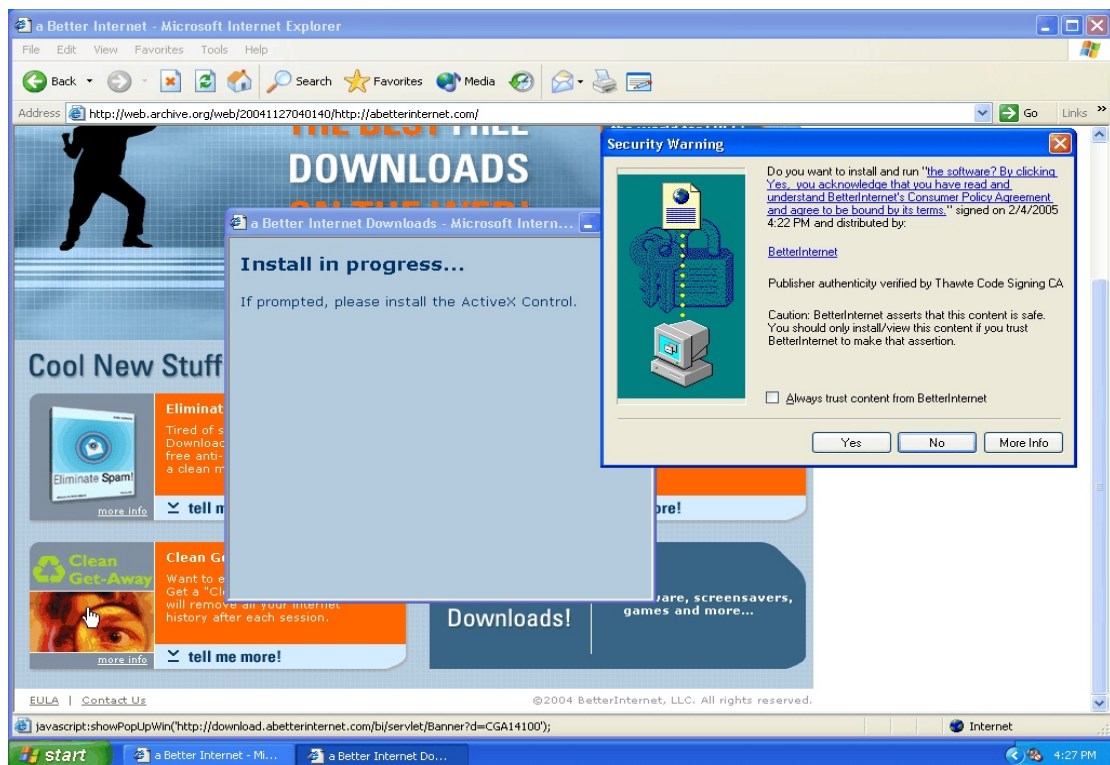 a Better Internet - Microsoft Internet Explorer
File Edit View Favorites Tools Help
Back Search Favorites Media
Address http://web.archive.org/web/20041127040140/http://abetterinternet.com/ Go Links »
THE BEST FREE
DOWNLOADS
ON THE WEB!
Security Warning
Do you want to install and run "the software? By clicking
Yes, you acknowledge that you have read and
understand BetterInternet's Consumer Policy Agreement
and agree to be bound by its terms." signed on 2/4/2005
4:22 PM and distributed by:
BetterInternet
Publisher authenticity verified by Thawte Code Signing CA
Caution: BetterInternet asserts that this content is safe.
You should only install/view this content if you trust
BetterInternet to make that assertion.
Always trust content from BetterInternet
Yes No More Info
a Better Internet Downloads - Microsoft Intern...
Install in progress...
If prompted, please install the ActiveX Control.
Cool New Stuff
Eliminat
Tired of s
Downloac
free anti-
a clean m
Eliminate Spam!
more info
tell m
ore!
Clean
Get-Away
Clean G
Want to e
Get a "Cl
will remove all your internet
history after each session.
more info
tell me more!
Downloads!
ware, screensavers,
games and more...
EULA | Contact Us
©2004 BetterInternet, LLC. All rights reserved.
javascript:showPopUpWin('http://download.abetterinternet.com/bi/servlet/Banner?d=CGA14100');
Internet
start
a Better Internet - Mi...
a Better Internet Do...
4:27 PM